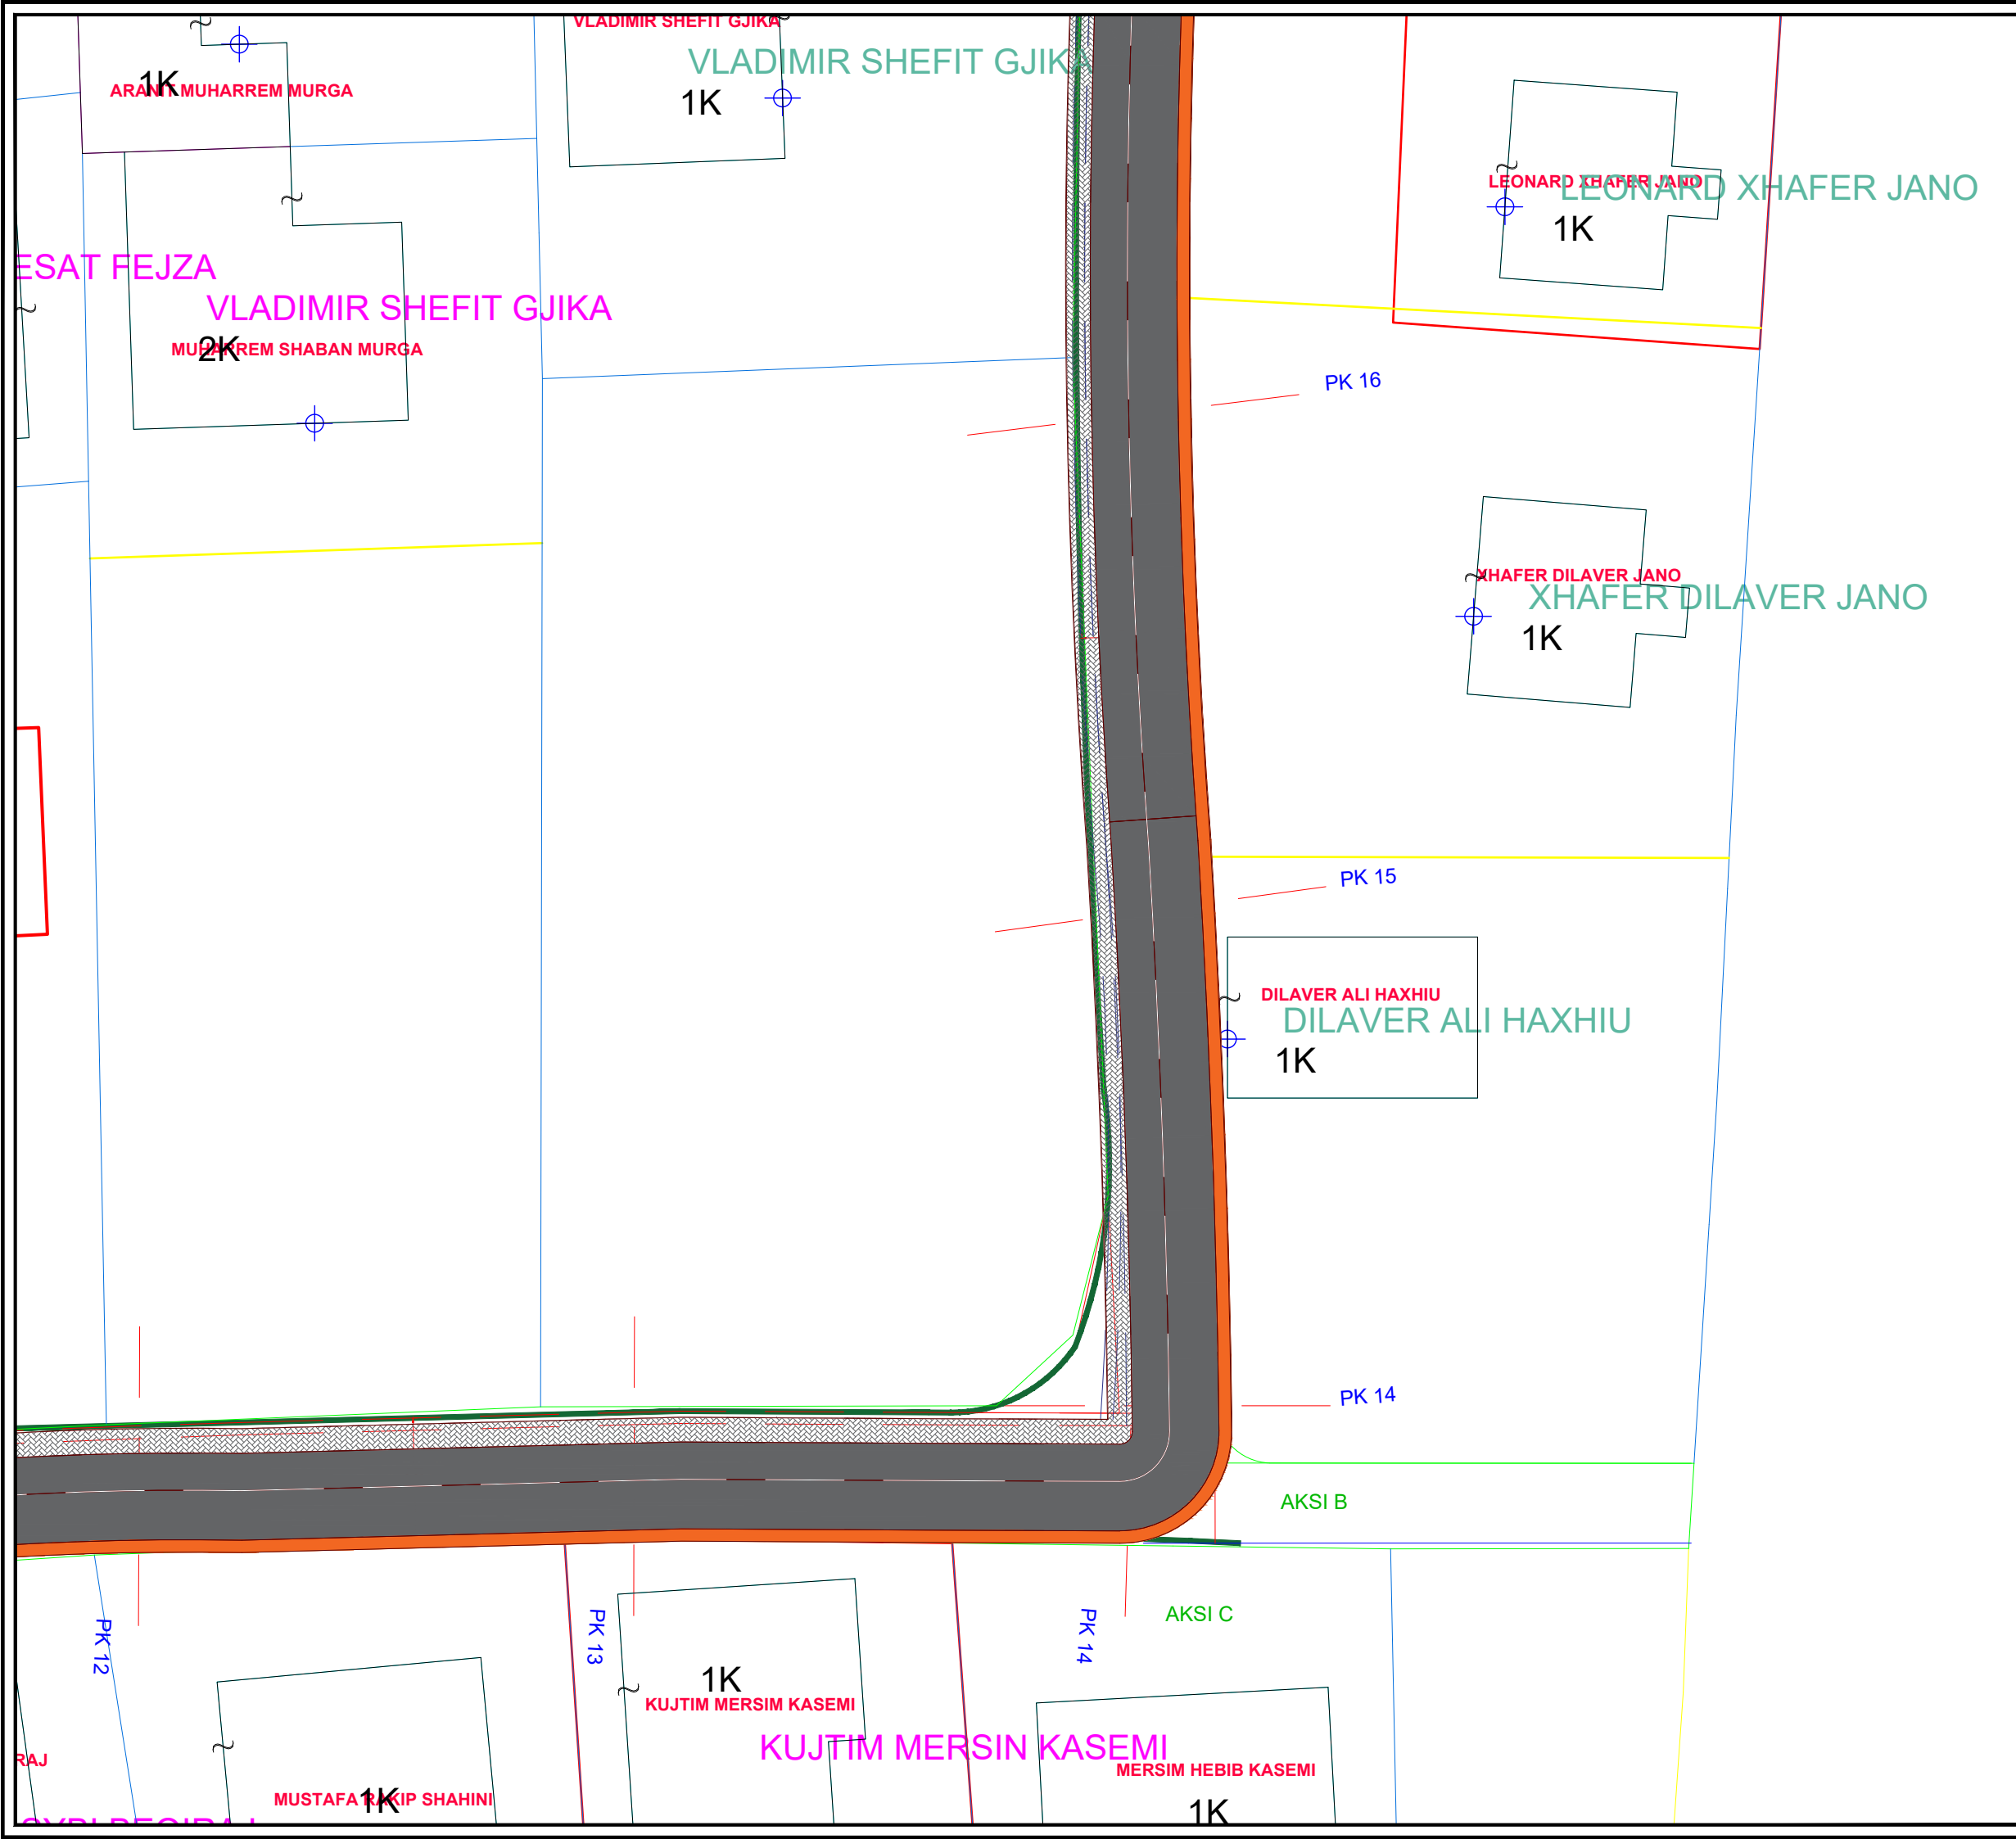 VLADIMIR SHEFIT GJIKA
VLADIMIR SHEFIT GJIKA
1K
ARANIT MUHARREM MURGA
1K
LEONARD XHAFER JANO
LEONARD XHAFER JANO
1K
ESAT FEJZA
VLADIMIR SHEFIT GJIKA
2K
MUHARREM SHABAN MURGA
PK 16
XHAFER DILAVER JANO
XHAFER DILAVER JANO
1K
PK 15
DILAVER ALI HAXHIU
DILAVER ALI HAXHIU
1K
PK 14
AKSI B
AKSI C
PK 12
PK 13
PK 14
1K
KUJTIM MERSIM KASEMI
KUJTIM MERSIN KASEMI
RAJ
MERSIM HEBIB KASEMI
MUSTAFA RAKIP SHAHINI
1K
1K